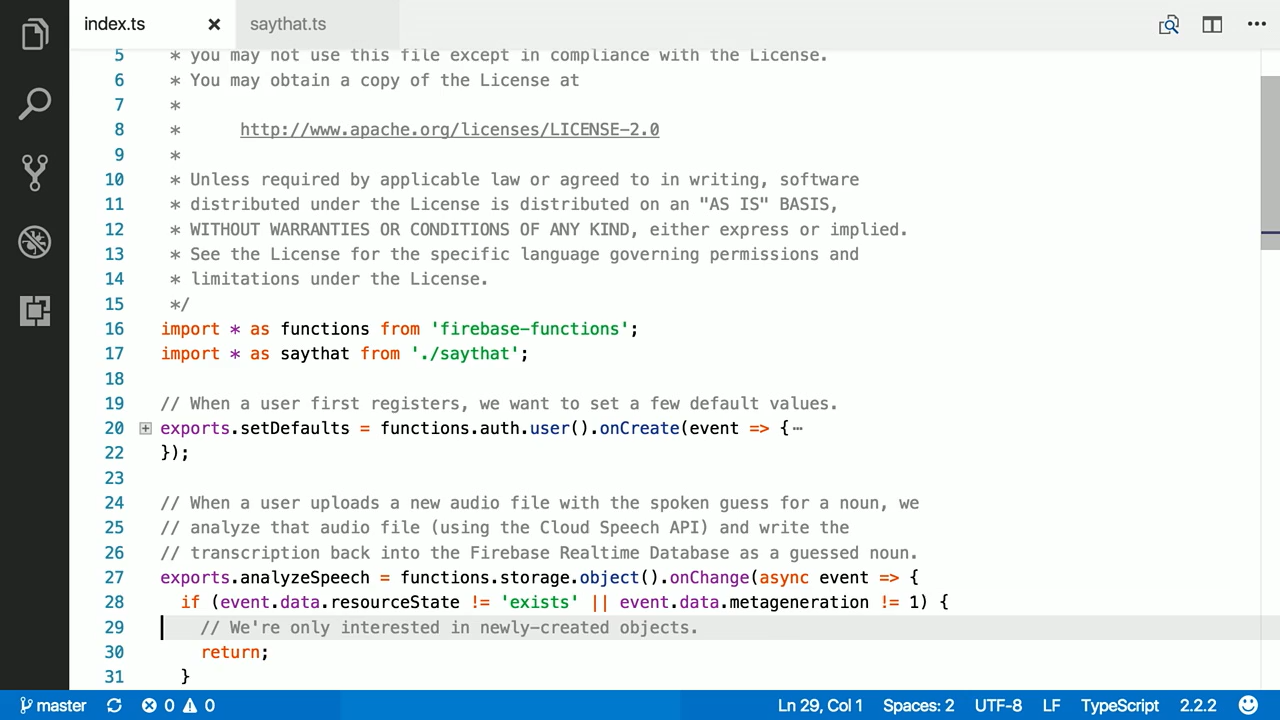 index.ts
saythat.ts
5 * you may not use this file except in compliance with the License.
6 * You may obtain a copy of the License at
7 *
8 * http://www.apache.org/licenses/LICENSE-2.0
9 *
10 * Unless required by applicable law or agreed to in writing, software
11 * distributed under the License is distributed on an "AS IS" BASIS,
12 * WITHOUT WARRANTIES OR CONDITIONS OF ANY KIND, either express or implied.
13 * See the License for the specific language governing permissions and
14 * limitations under the License.
15 */
16 import * as functions from 'firebase-functions';
17 import * as saythat from './saythat';
18
19 // When a user first registers, we want to set a few default values.
20 exports.setDefaults = functions.auth.user().onCreate(event => {⋯
22 });
23
24 // When a user uploads a new audio file with the spoken guess for a noun, we
25 // analyze that audio file (using the Cloud Speech API) and write the
26 // transcription back into the Firebase Realtime Database as a guessed noun.
27 exports.analyzeSpeech = functions.storage.object().onChange(async event => {
28 if (event.data.resourceState != 'exists' || event.data.metageneration != 1) {
29 // We're only interested in newly-created objects.
30 return;
31 }
master 0 0 Ln 29, Col 1 Spaces: 2 UTF-8 LF TypeScript 2.2.2